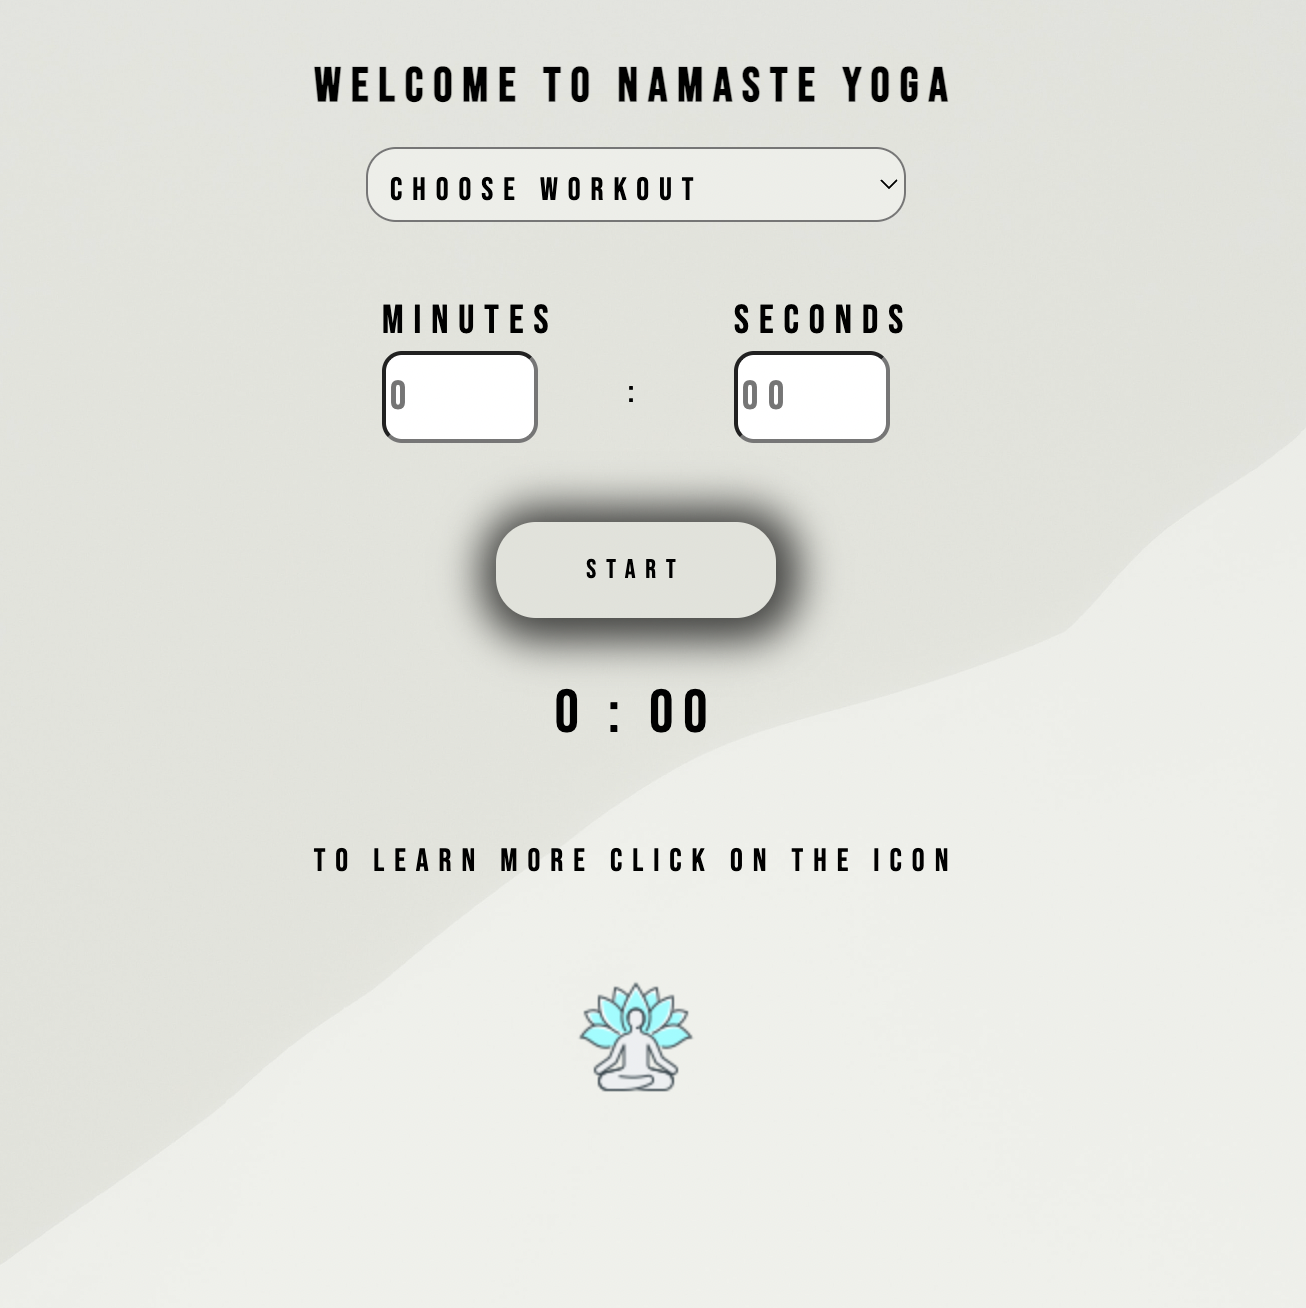 WELCOME TO NAMASTE YOGA
CHOOSE WORKOUT
MINUTES SECONDS
0 : 00
START
0 : 00
TO LEARN MORE CLICK ON THE ICON